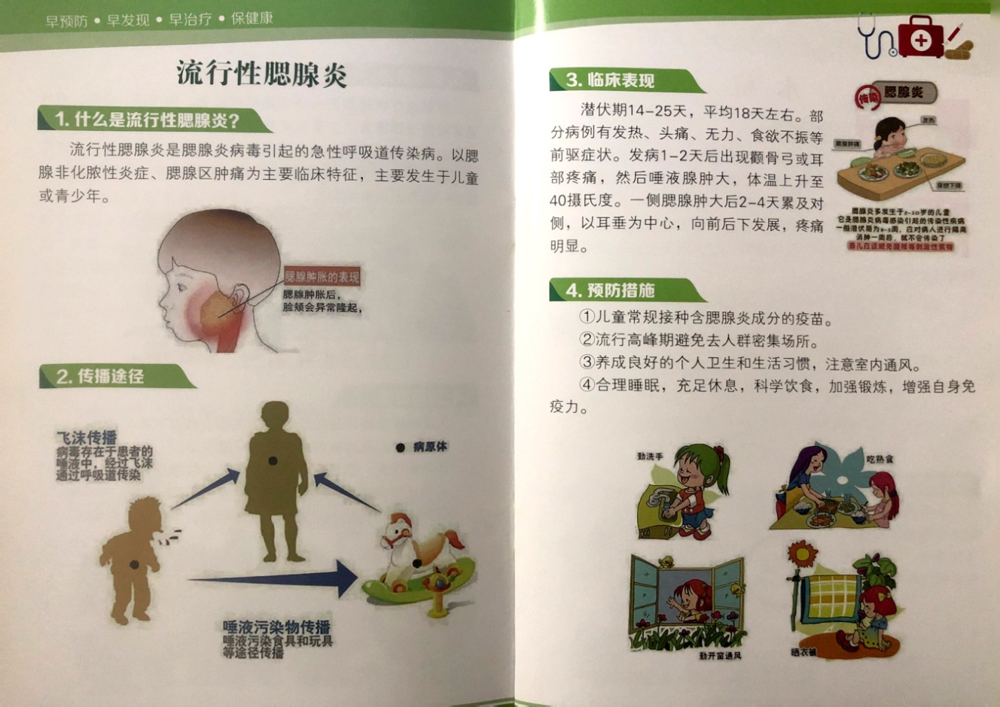 早预防 • 早发现 • 早治疗 • 保健康
流行性腮腺炎
1. 什么是流行性腮腺炎?
流行性腮腺炎是腮腺炎病毒引起的急性呼吸道传染病。以腮
腺非化脓性炎症、腮腺区肿痛为主要临床特征，主要发生于儿童
或青少年。
腮腺肿胀的表现
腮腺肿胀后，
脸颊会异常隆起，
2. 传播途径
飞沫传播
病毒存在于患者的
唾液中，经过飞沫
通过呼吸道传染
病原体
唾液污染物传播
唾液污染食具和玩具
等途径传播
3. 临床表现
潜伏期14-25天，平均18天左右。部
分病例有发热、头痛、无力、食欲不振等
前驱症状。发病1-2天后出现颧骨弓或耳
部疼痛，然后唾液腺肿大，体温上升至
40摄氏度。一侧腮腺肿大后2-4天累及对
侧，以耳垂为中心，向前后下发展，疼痛
明显。
传染
腮腺炎
发热
食欲下降
腮腺炎多发生于2-10岁的儿童
它是腮腺炎病毒感染引起的传染性疾病
一般潜伏期为2-3周，应对病人进行隔离
消肿一周后，就不会传染了
4. 预防措施
①儿童常规接种含腮腺炎成分的疫苗。
②流行高峰期避免去人群密集场所。
③养成良好的个人卫生和生活习惯，注意室内通风。
④合理睡眠，充足休息，科学饮食，加强锻炼，增强自身免
疫力。
勤洗手
吃熟食
勤开窗通风
晒衣被